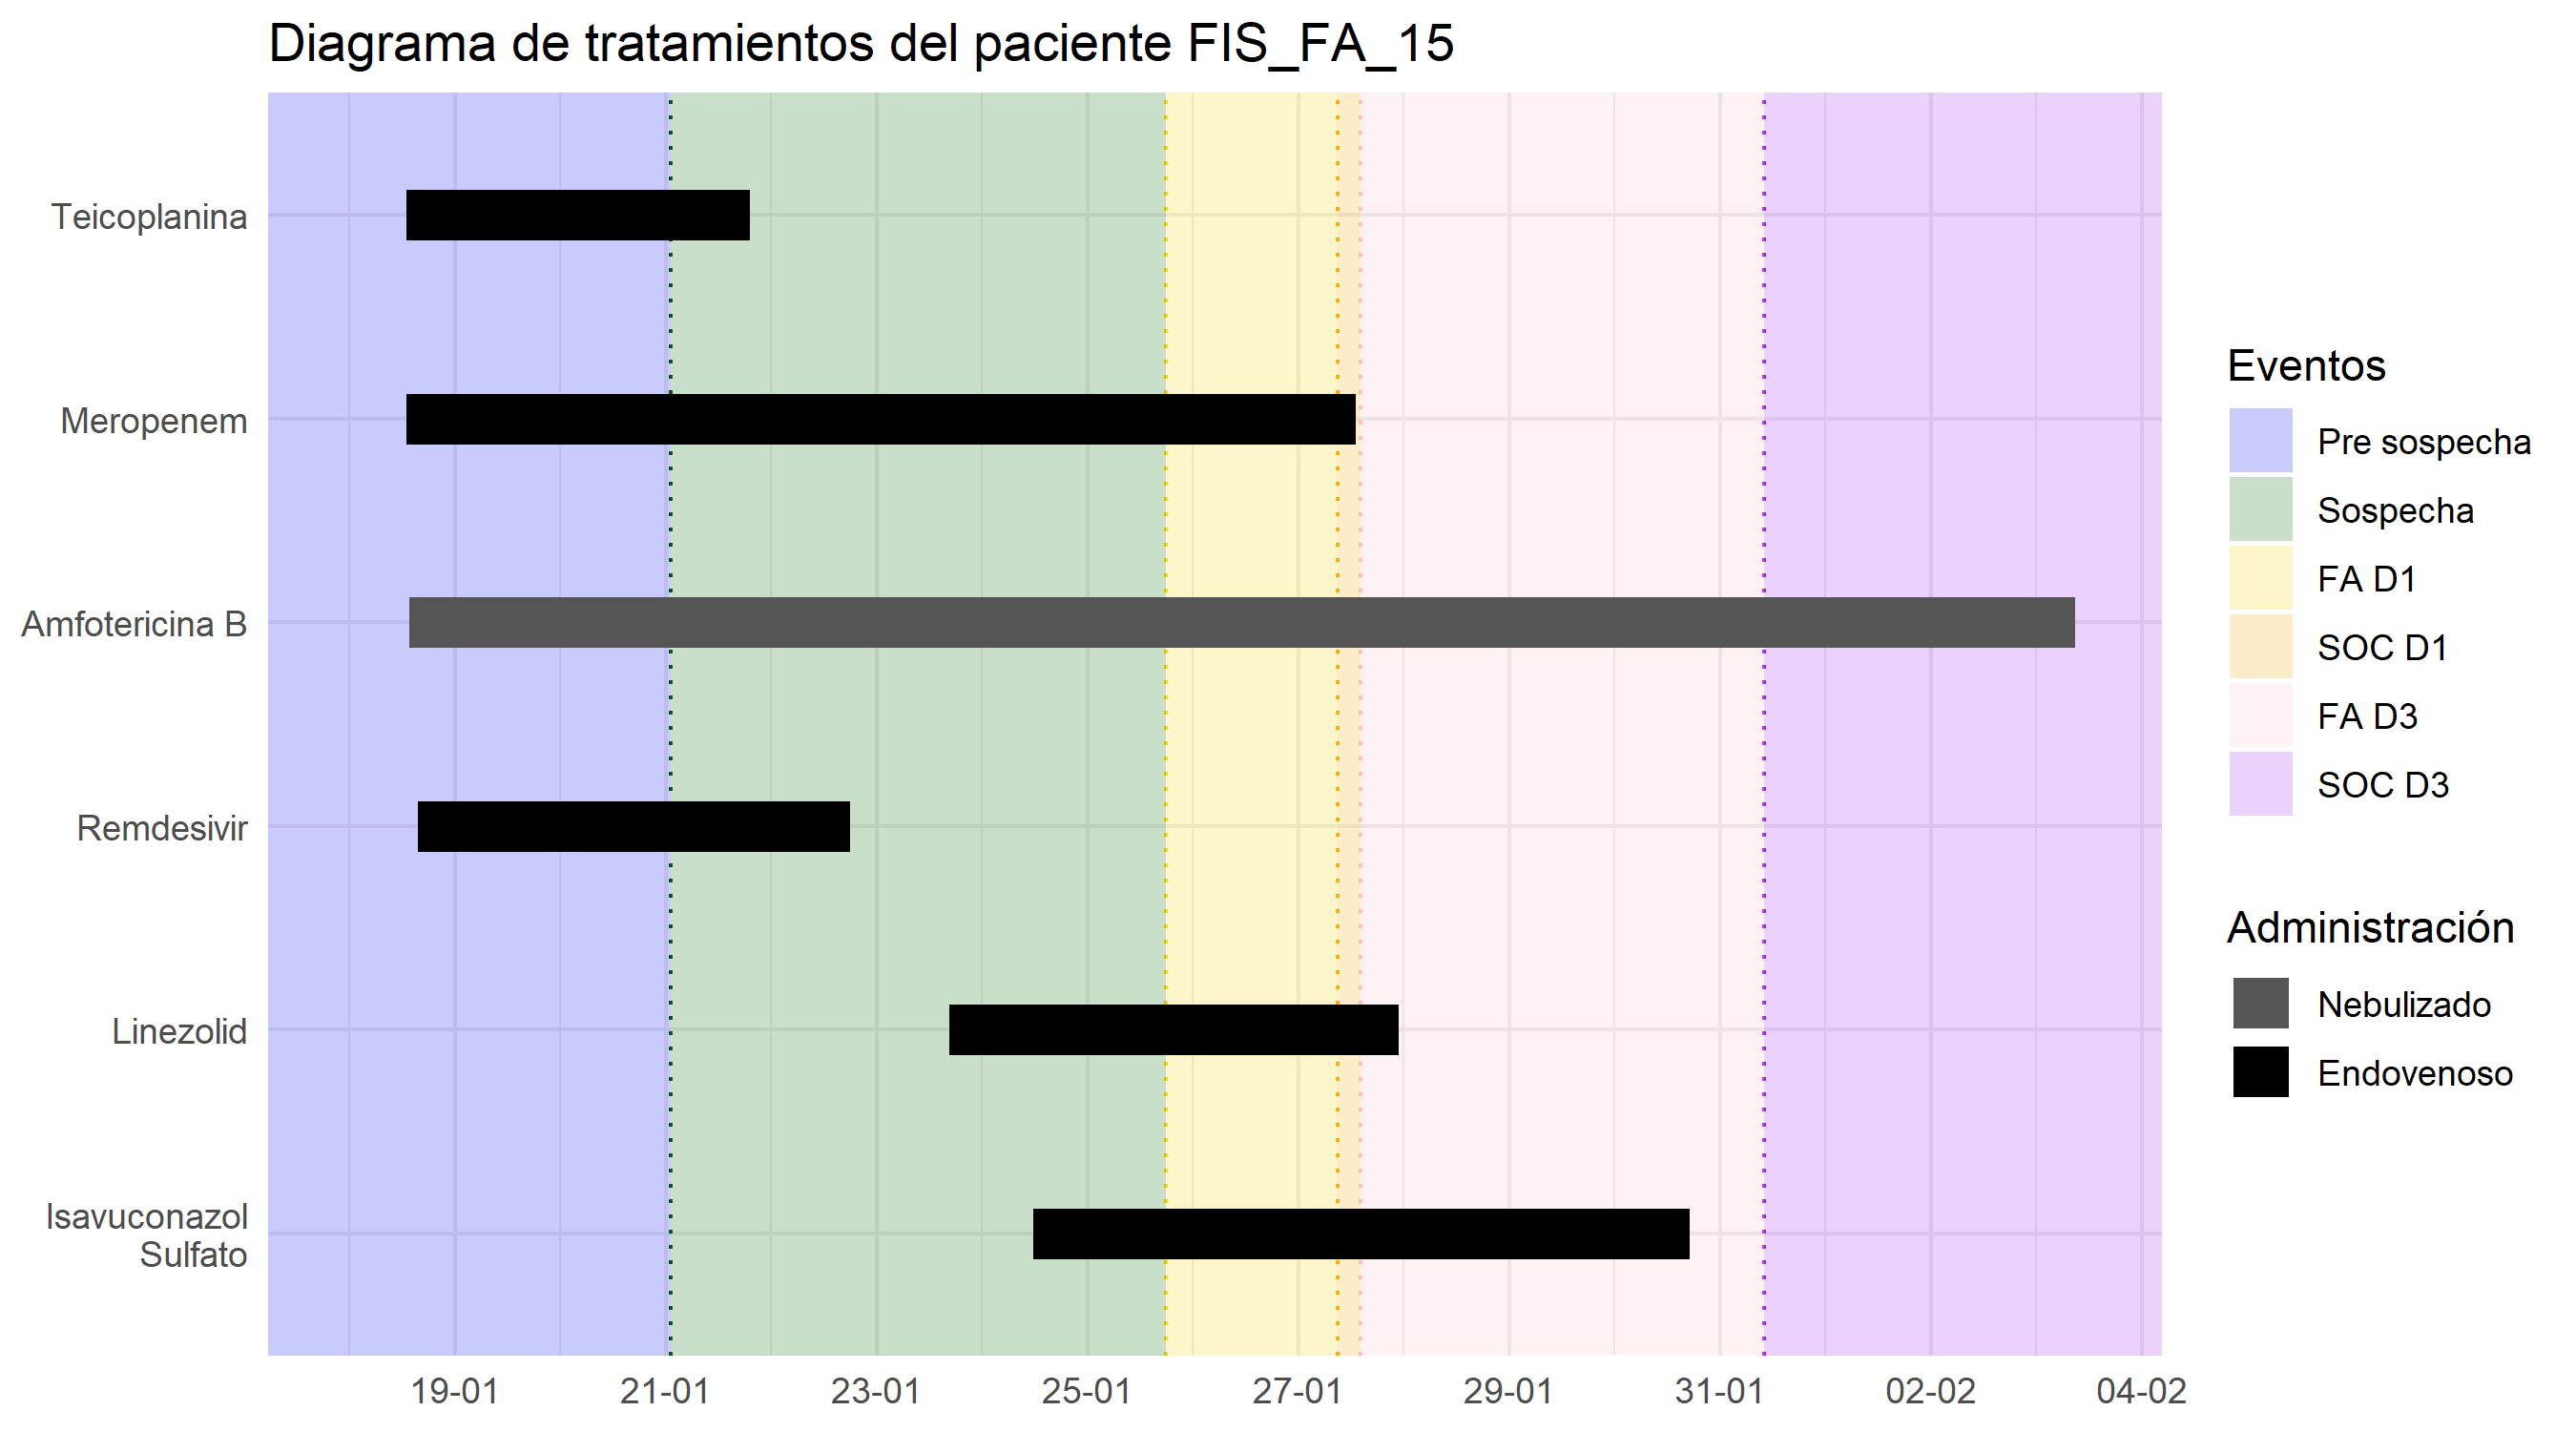 Diagrama de tratamientos del paciente FIS_FA_15
Teicoplanina
Meropenem
Amfotericina B
Remdesivir
Linezolid
Isavuconazol
Sulfato
19-01
21-01
23-01
25-01
27-01
29-01
31-01
02-02
04-02
Eventos
Pre sospecha
Sospecha
FA D1
SOC D1
FA D3
SOC D3
Administración
Nebulizado
Endovenoso